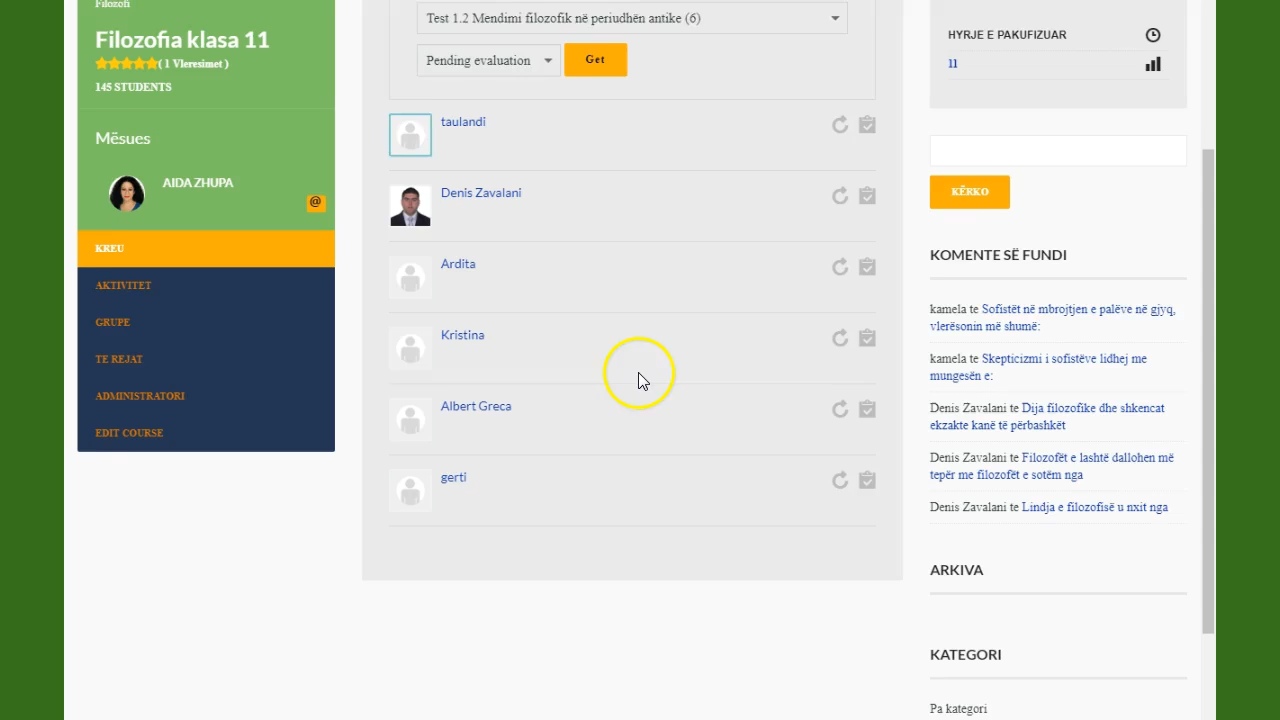 Filozofi
Filozofia klasa 11
( 1 Vleresimet )
145 STUDENTS
Mësues
AIDA ZHUPA
@
KREU
AKTIVITET
GRUPE
TE REJAT
ADMINISTRATORI
EDIT COURSE
Test 1.2 Mendimi filozofik në periudhën antike (6)
Pending evaluation
Get
taulandi
Denis Zavalani
Ardita
Kristina
Albert Greca
gerti
HYRJE E PAKUFIZUAR
11
KËRKO
KOMENTE SË FUNDI
kamela te Sofistët në mbrojtjen e palëve në gjyq,
vlerësonin më shumë:
kamela te Skepticizmi i sofistëve lidhej me
mungesën e:
Denis Zavalani te Dija filozofike dhe shkencat
ekzakte kanë të përbashkët
Denis Zavalani te Filozofët e lashtë dallohen më
tepër me filozofët e sotëm nga
Denis Zavalani te Lindja e filozofisë u nxit nga
ARKIVA
KATEGORI
Pa kategori